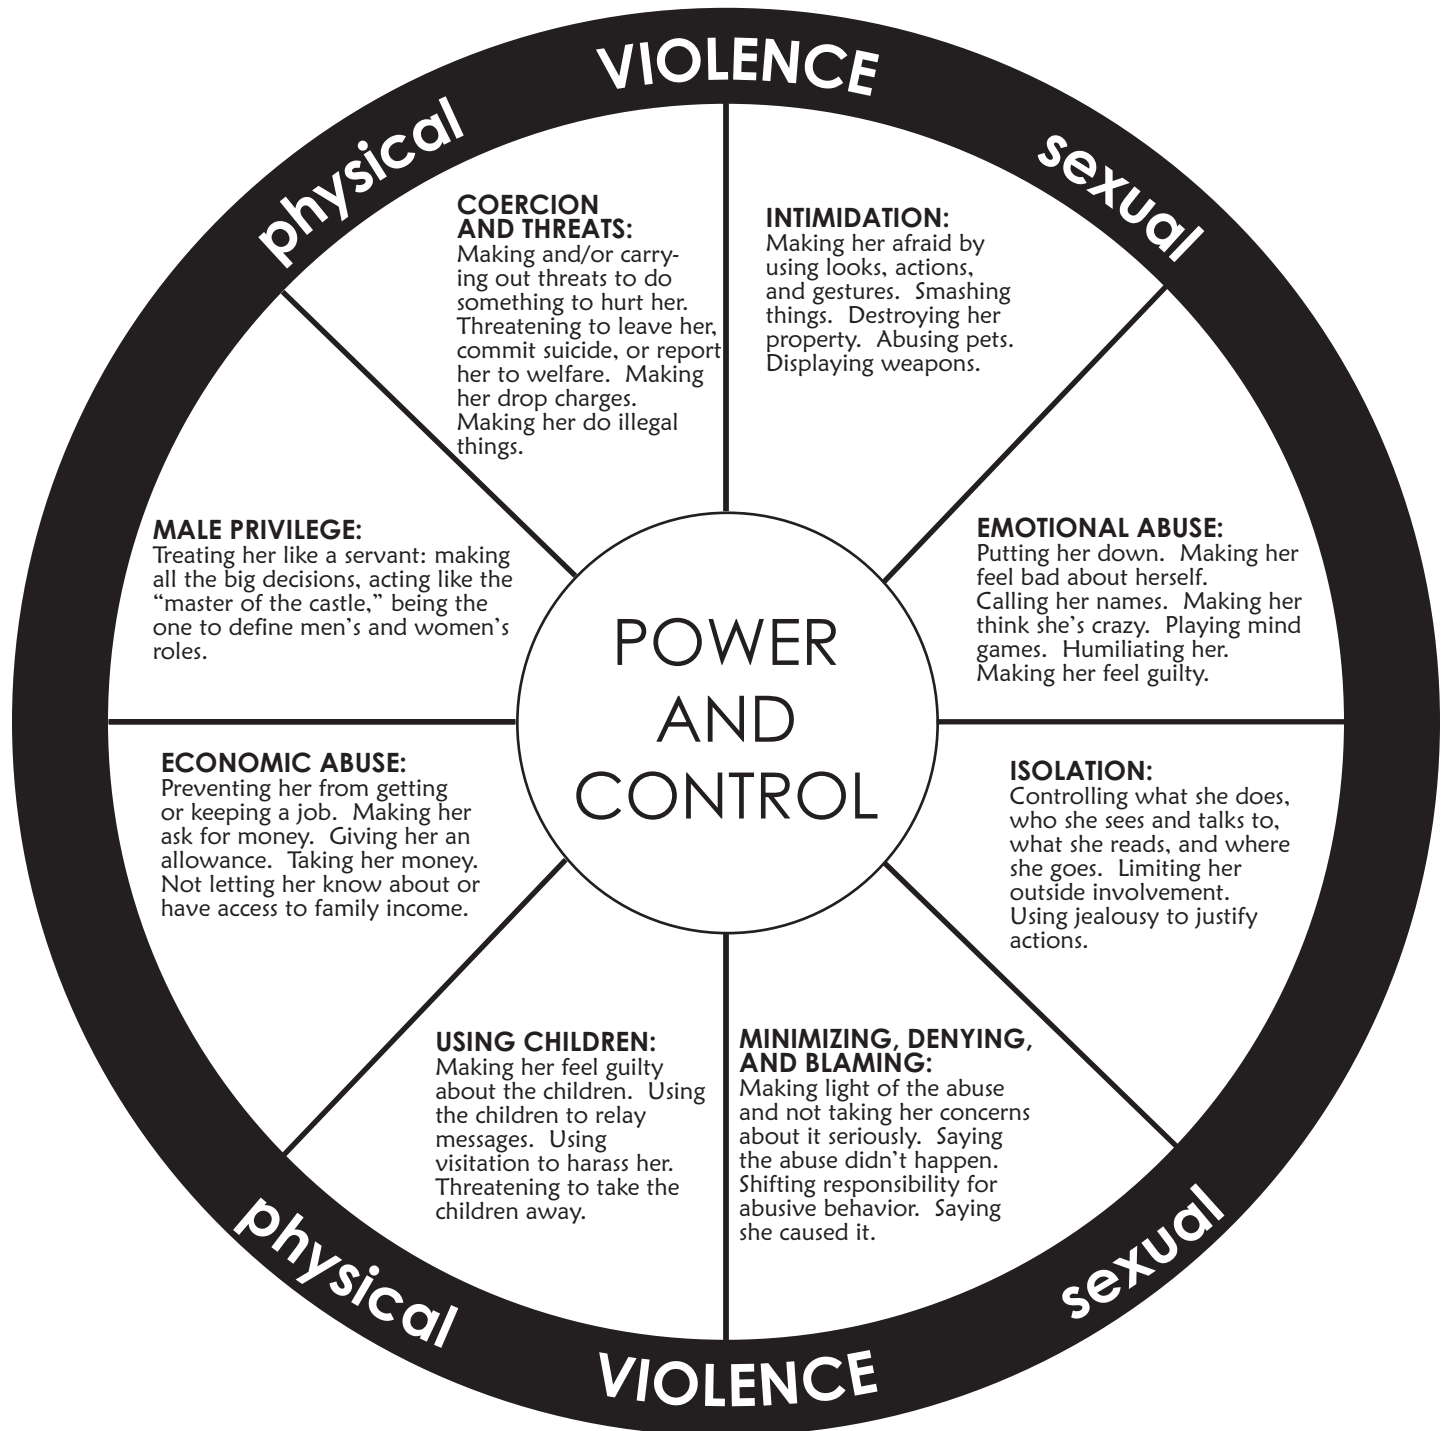 VIOLENCE
physical
sexual
COERCION
AND THREATS:
Making and/or carry-
ing out threats to do
something to hurt her.
Threatening to leave her,
commit suicide, or report
her to welfare.  Making
her drop charges.
Making her do illegal
things.
INTIMIDATION:
Making her afraid by
using looks, actions,
and gestures.  Smashing
things.  Destroying her
property.  Abusing pets.
Displaying weapons.
MALE PRIVILEGE:
Treating her like a servant: making
all the big decisions, acting like the
“master of the castle,” being the
one to define men’s and women’s
roles.
EMOTIONAL ABUSE:
Putting her down.  Making her
feel bad about herself.
Calling her names.  Making her
think she’s crazy.  Playing mind
games.  Humiliating her.
Making her feel guilty.
POWER
AND
CONTROL
ECONOMIC ABUSE:
Preventing her from getting
or keeping a job.  Making her
ask for money.  Giving her an
allowance.  Taking her money.
Not letting her know about or
have access to family income.
ISOLATION:
Controlling what she does,
who she sees and talks to,
what she reads, and where
she goes.  Limiting her
outside involvement.
Using jealousy to justify
actions.
USING CHILDREN:
Making her feel guilty
about the children.  Using
the children to relay
messages.  Using
visitation to harass her.
Threatening to take the
children away.
MINIMIZING, DENYING,
AND BLAMING:
Making light of the abuse
and not taking her concerns
about it seriously.  Saying
the abuse didn’t happen.
Shifting responsibility for
abusive behavior.  Saying
she caused it.
physical
sexual
VIOLENCE